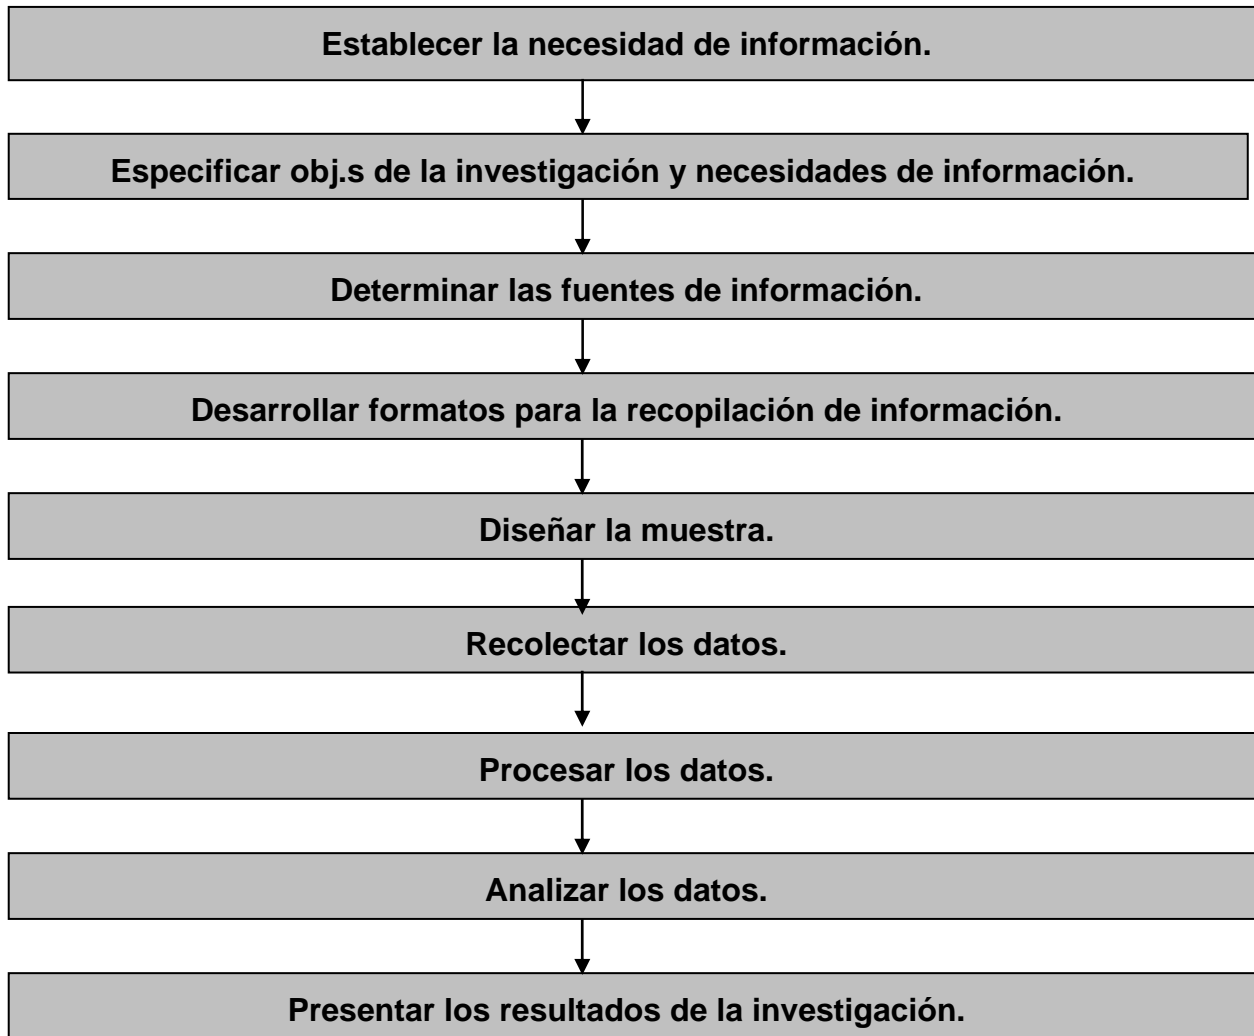 Establecer la necesidad de información.
Especificar obj.s de la investigación y necesidades de información.
Determinar las fuentes de información.
Desarrollar formatos para la recopilación de información.
Diseñar la muestra.
Recolectar los datos.
Procesar los datos.
Analizar los datos.
Presentar los resultados de la investigación.